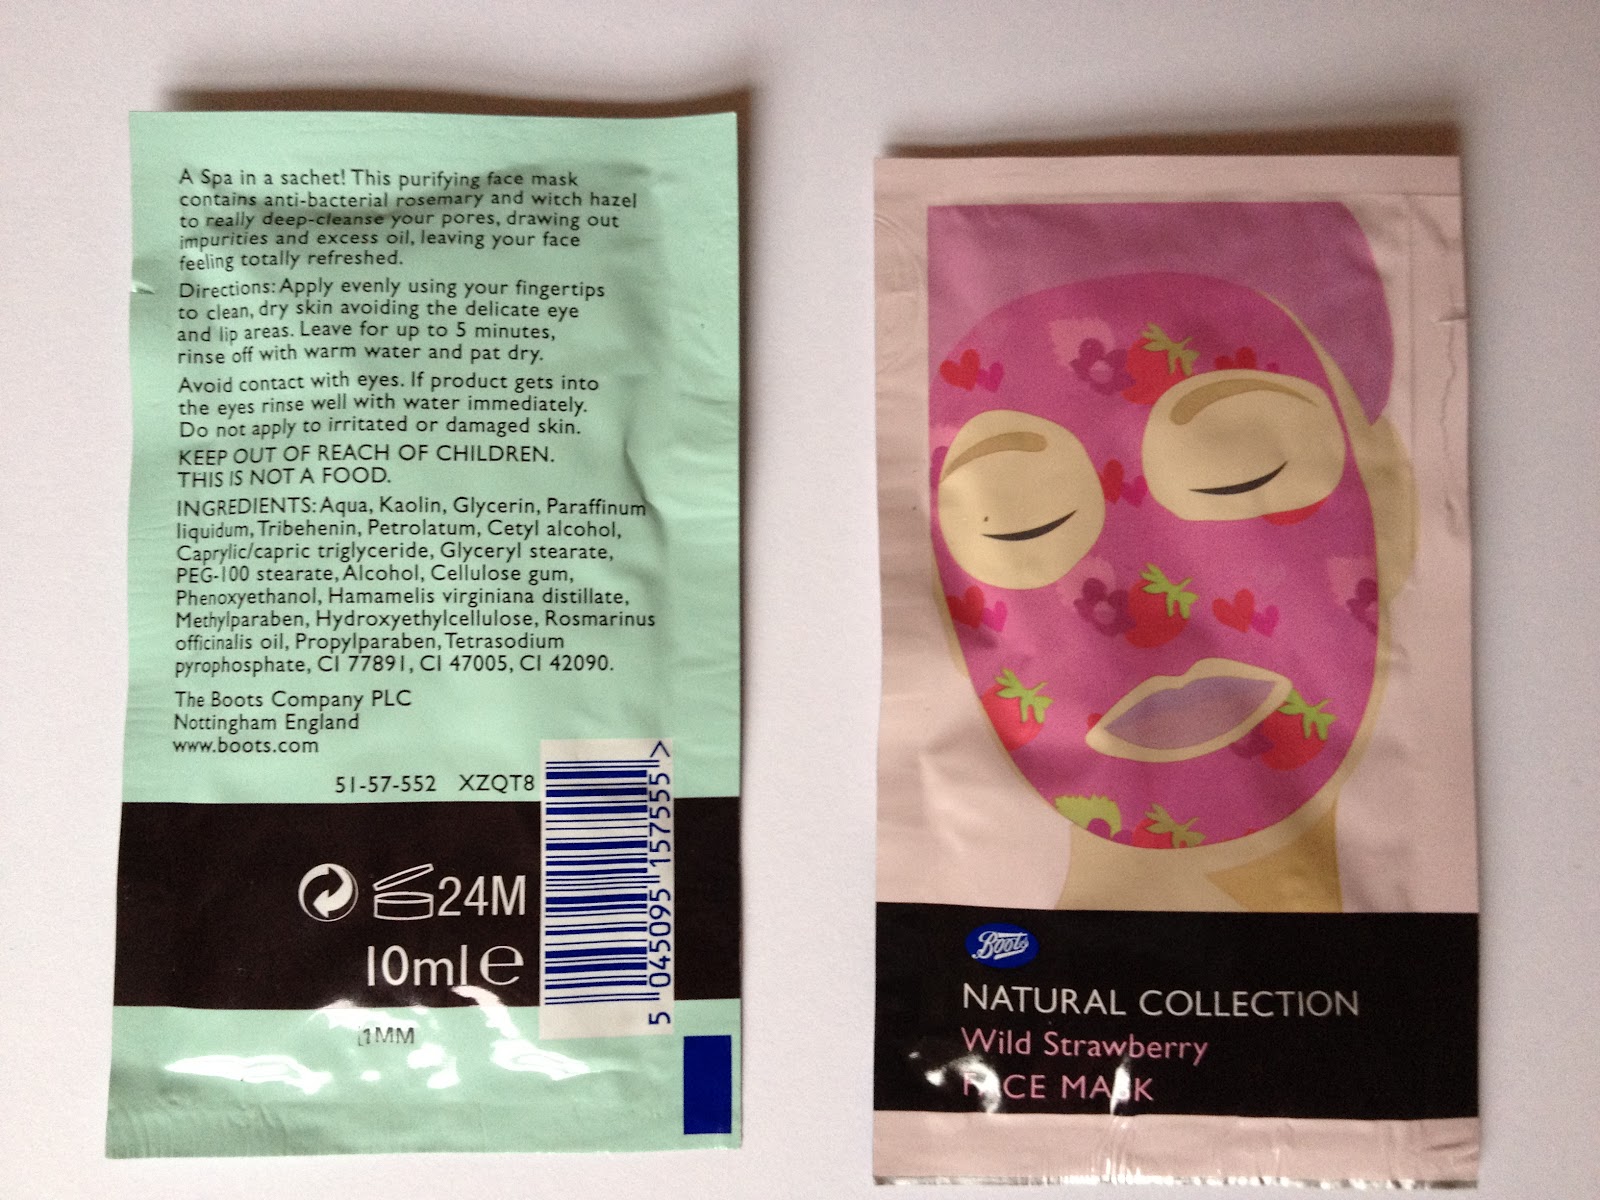 A Spa in a sachet! This purifying face mask
contains anti-bacterial rosemary and witch hazel
to really deep-cleanse your pores, drawing out
impurities and excess oil, leaving your face
feeling totally refreshed.
Directions: Apply evenly using your fingertips
to clean, dry skin avoiding the delicate eye
and lip areas. Leave for up to 5 minutes,
rinse off with warm water and pat dry.
Avoid contact with eyes. If product gets into
the eyes rinse well with water immediately.
Do not apply to irritated or damaged skin.
KEEP OUT OF REACH OF CHILDREN.
THIS IS NOT A FOOD.
INGREDIENTS: Aqua, Kaolin, Glycerin, Paraffinum
liquidum, Tribehenin, Petrolatum, Cetyl alcohol,
Caprylic/capric triglyceride, Glyceryl stearate,
PEG-100 stearate, Alcohol, Cellulose gum,
Phenoxyethanol, Hamamelis virginiana distillate,
Methylparaben, Hydroxyethylcellulose, Rosmarinus
officinalis oil, Propylparaben, Tetrasodium
pyrophosphate, CI 77891, CI 47005, CI 42090.
The Boots Company PLC
Nottingham England
www.boots.com
51-57-552 XZQT8
24M
10ml e
1MM
5 045095 157555 >
Boots
NATURAL COLLECTION
Wild Strawberry
FACE MASK